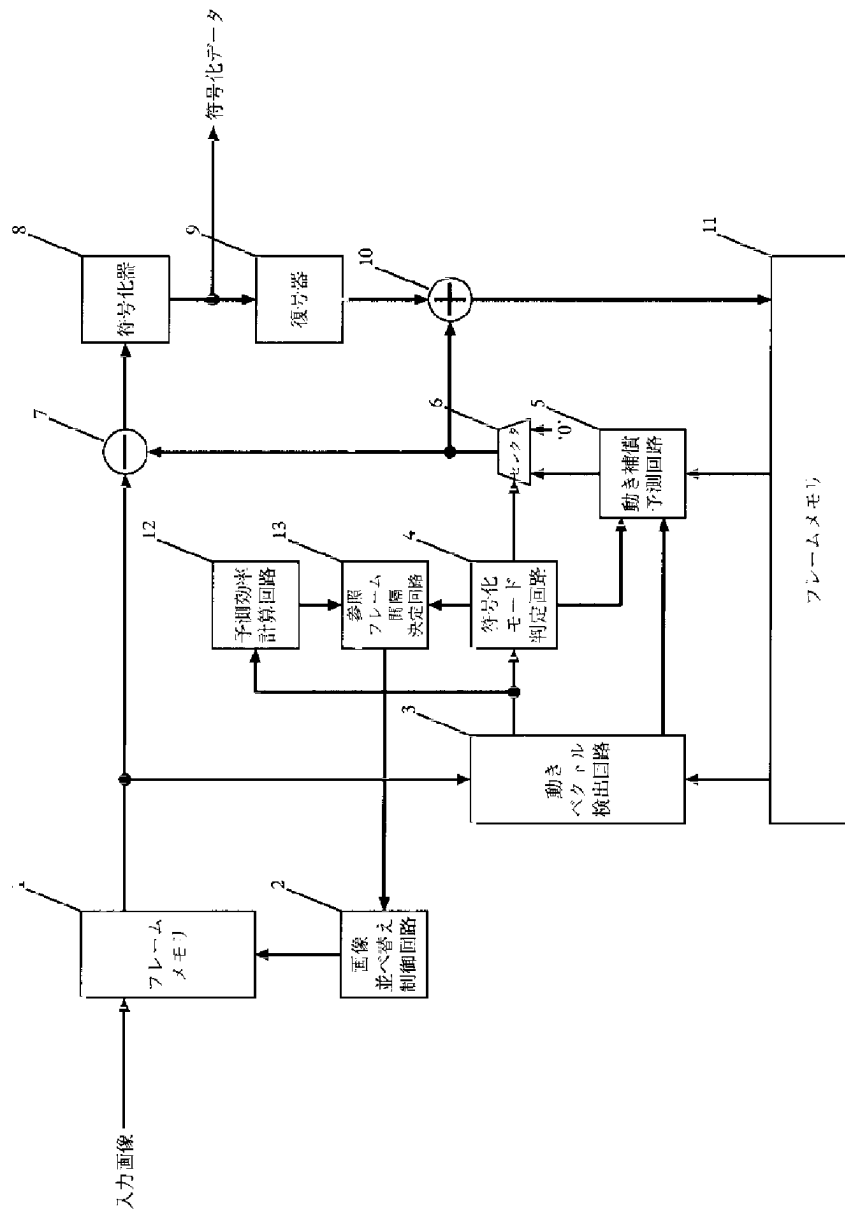 入力画像
1
フレーム
メモリ
2
画像
並べ替え
制御回路
3
動き
ベクトル
検出回路
12
予測効率
計算回路
13
参照
フレーム
間隔
決定回路
4
符号化
モード
判定回路
7
6
セレクタ
'0'
5
動き補償
予測回路
8
符号化器
9
復号器
10
符号化データ
11
フレームメモリ